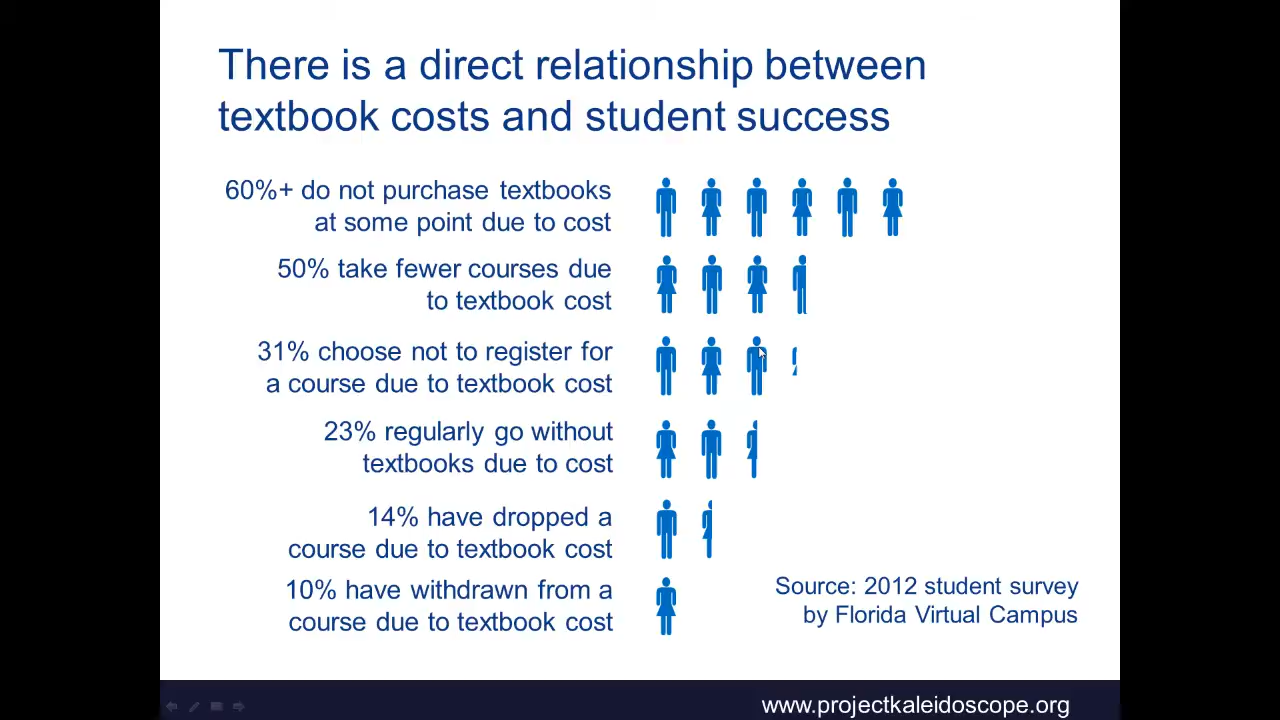 There is a direct relationship between
textbook costs and student success
60%+ do not purchase textbooks
at some point due to cost
50% take fewer courses due
to textbook cost
31% choose not to register for
a course due to textbook cost
23% regularly go without
textbooks due to cost
14% have dropped a
course due to textbook cost
10% have withdrawn from a
course due to textbook cost
Source: 2012 student survey
by Florida Virtual Campus
www.projectkaleidoscope.org